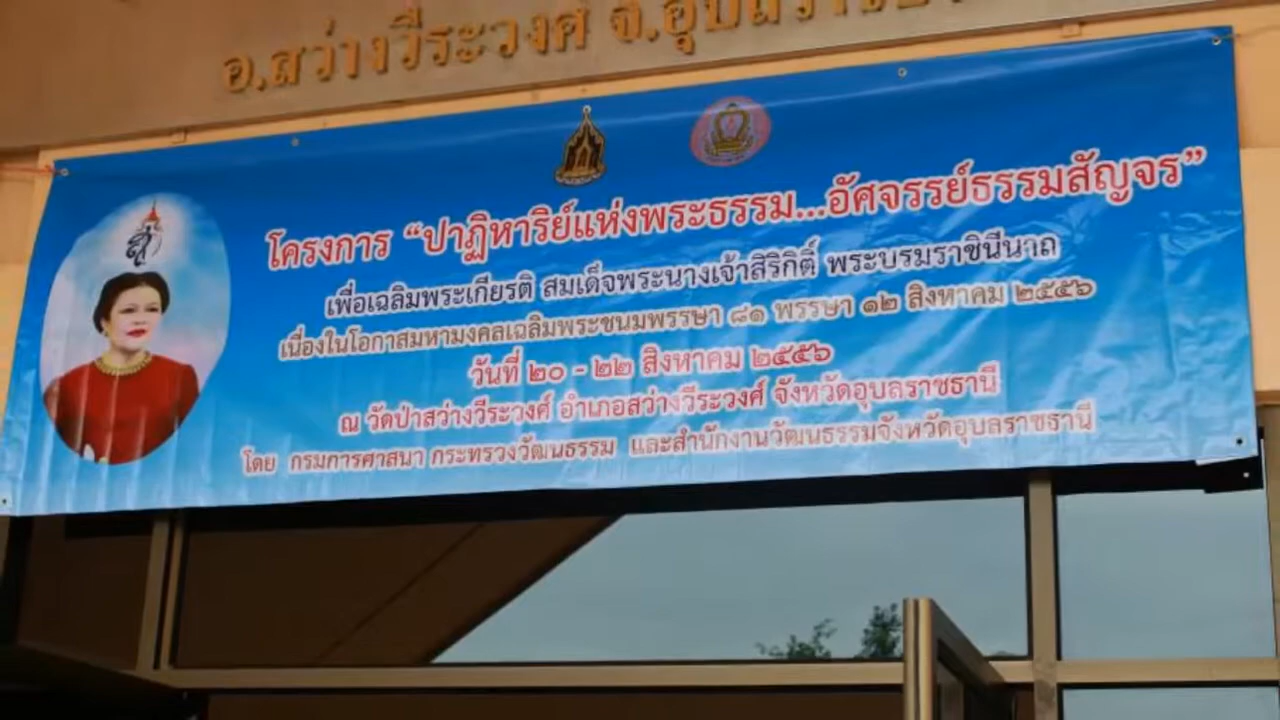 อ.สว่างวีระวงศ์ จ.อุบลราชธานี
โครงการ “ปาฏิหาริย์แห่งพระธรรม...อัศจรรย์ธรรมสัญจร”
เพื่อเฉลิมพระเกียรติ สมเด็จพระนางเจ้าสิริกิติ์ พระบรมราชินีนาถ
เนื่องในโอกาสมหามงคลเฉลิมพระชนมพรรษา ๘๑ พรรษา ๑๒ สิงหาคม ๒๕๕๖
วันที่ ๒๐ - ๒๒ สิงหาคม ๒๕๕๖
ณ วัดป่าสว่างวีระวงศ์ อำเภอสว่างวีระวงศ์ จังหวัดอุบลราชธานี
โดย กรมการศาสนา กระทรวงวัฒนธรรม และสำนักงานวัฒนธรรมจังหวัดอุบลราชธานี